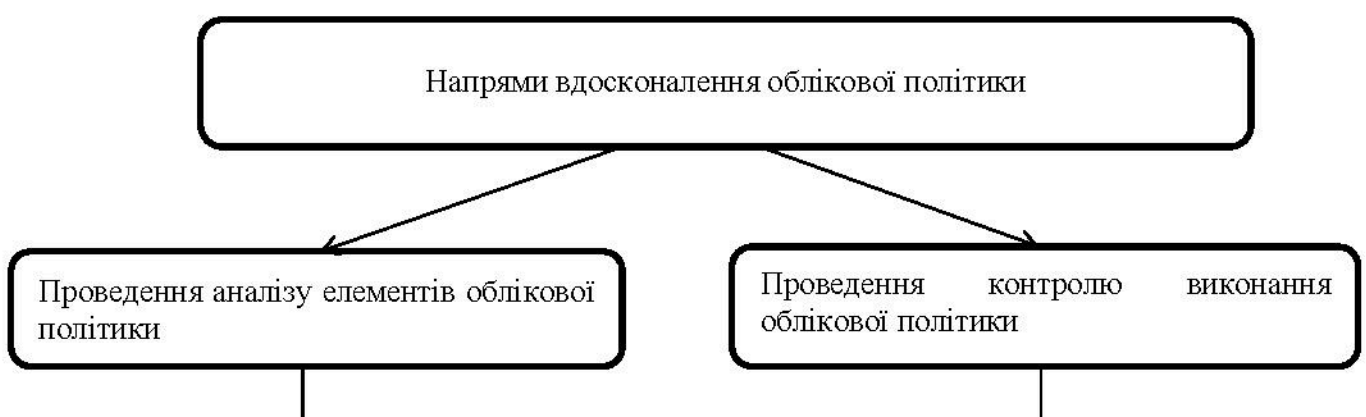 Напрями вдосконалення облікової політики
Проведення аналізу елементів облікової
політики
Проведення контролю виконання
облікової політики